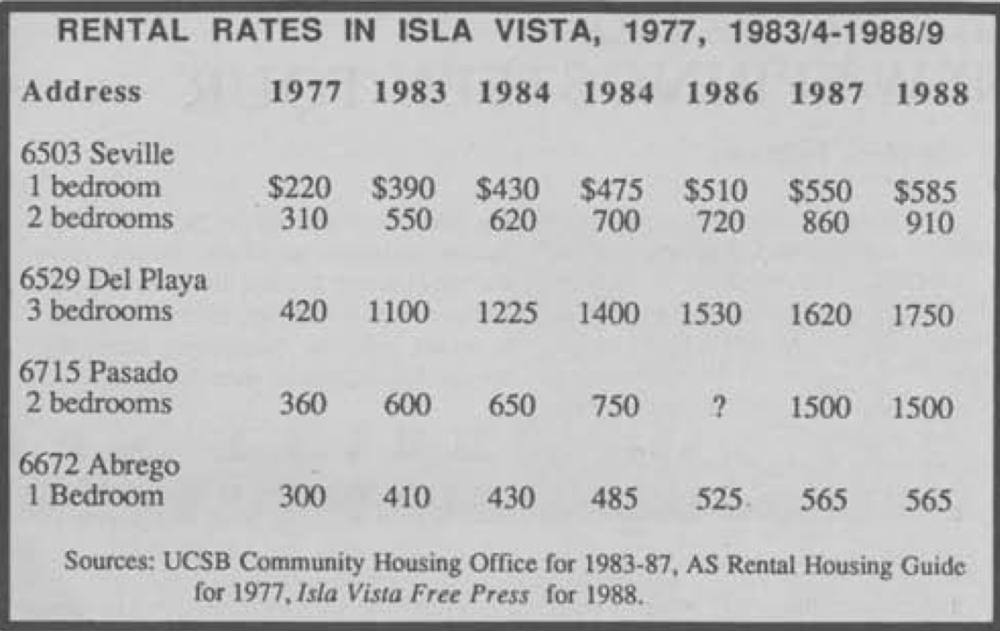 RENTAL RATES IN ISLA VISTA, 1977, 1983/4-1988/9
Address 1977 1983 1984 1984 1986 1987 1988
6503 Seville
1 bedroom $220 $390 $430 $475 $510 $550 $585
2 bedrooms 310 550 620 700 720 860 910
6529 Del Playa
3 bedrooms 420 1100 1225 1400 1530 1620 1750
6715 Pasado
2 bedrooms 360 600 650 750 ? 1500 1500
6672 Abrego
1 Bedroom 300 410 430 485 525 565 565
Sources: UCSB Community Housing Office for 1983-87, AS Rental Housing Guide
for 1977, Isla Vista Free Press for 1988.